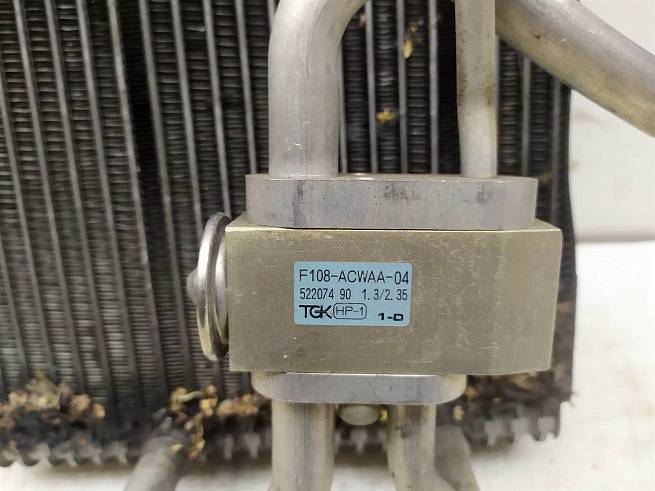 F108-ACWAA-04
522074 90 1.3/2.35
TGK HP-1 1-D